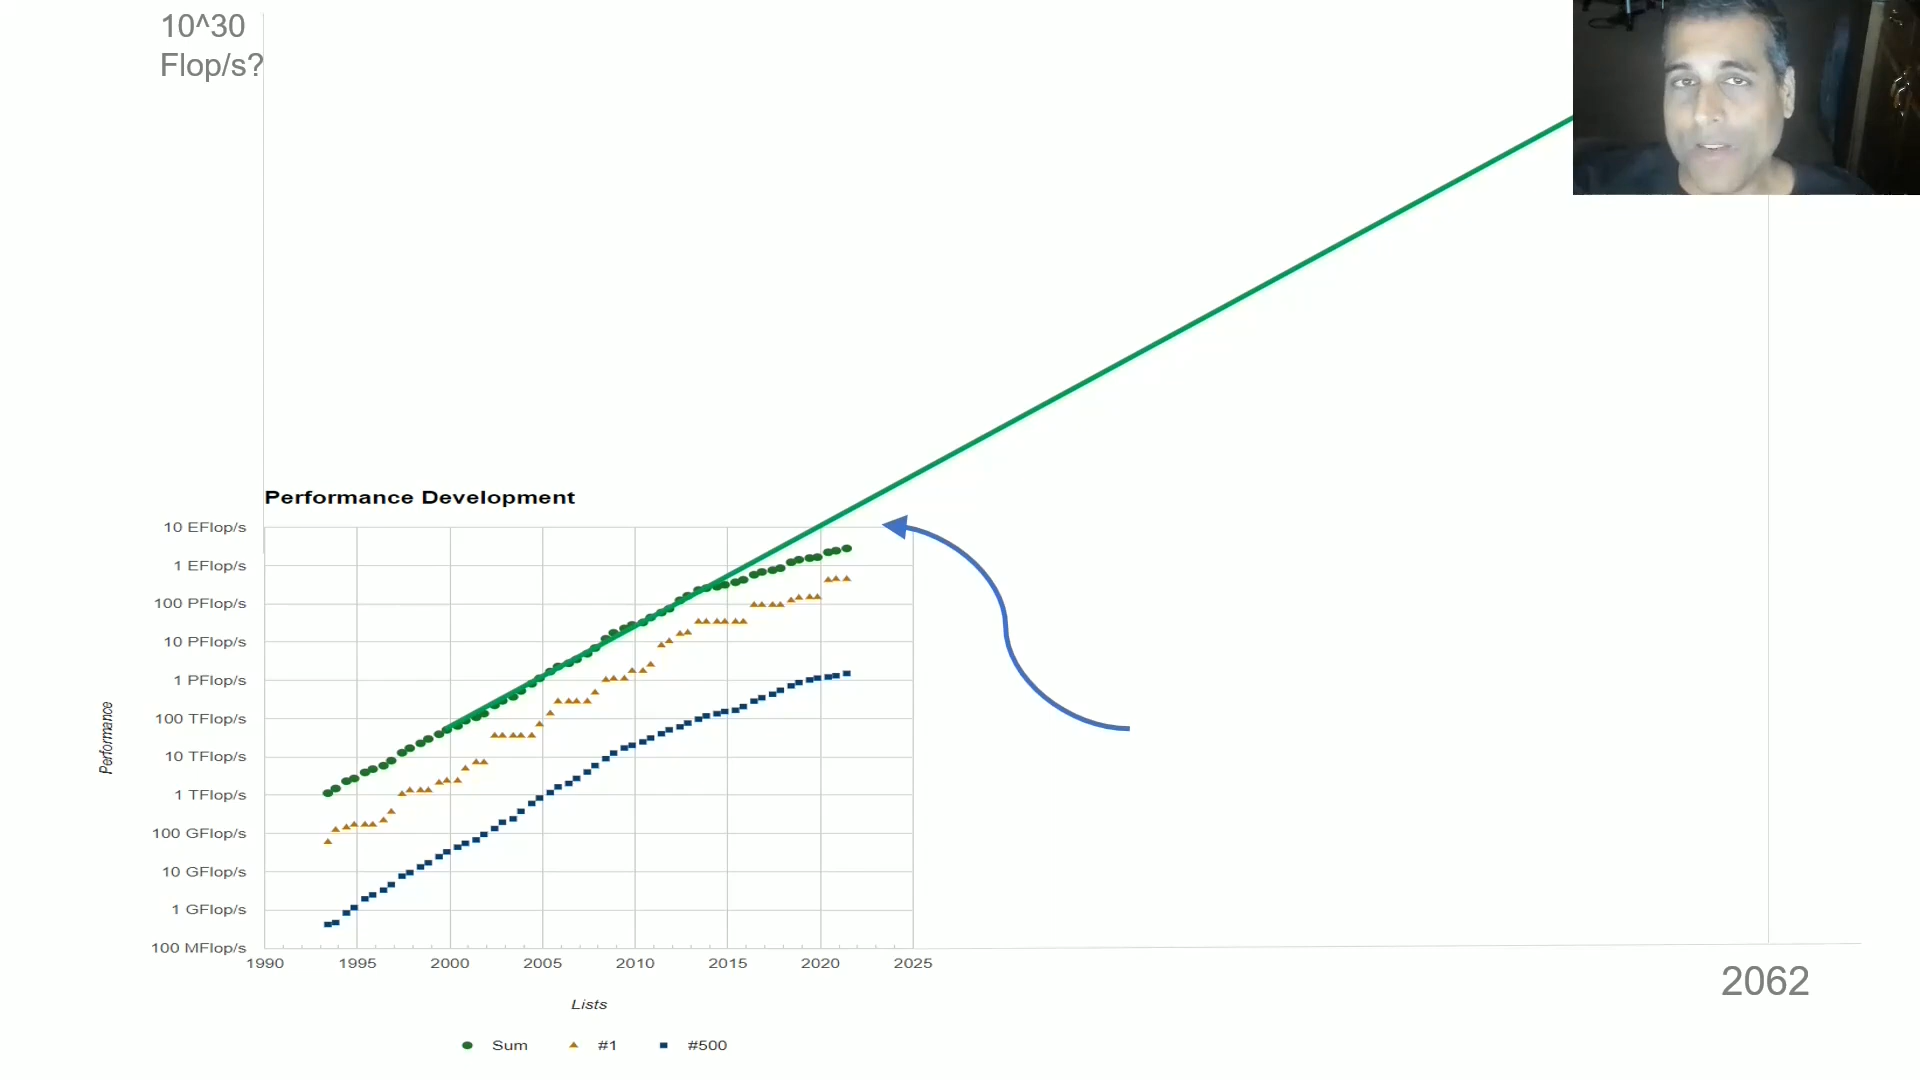 10^30
Flop/s?
Performance Development
10 EFlop/s
1 EFlop/s
100 PFlop/s
10 PFlop/s
1 PFlop/s
100 TFlop/s
10 TFlop/s
1 TFlop/s
100 GFlop/s
10 GFlop/s
1 GFlop/s
100 MFlop/s
Performance
1990 1995 2000 2005 2010 2015 2020 2025
2062
Lists
Sum #1 #500